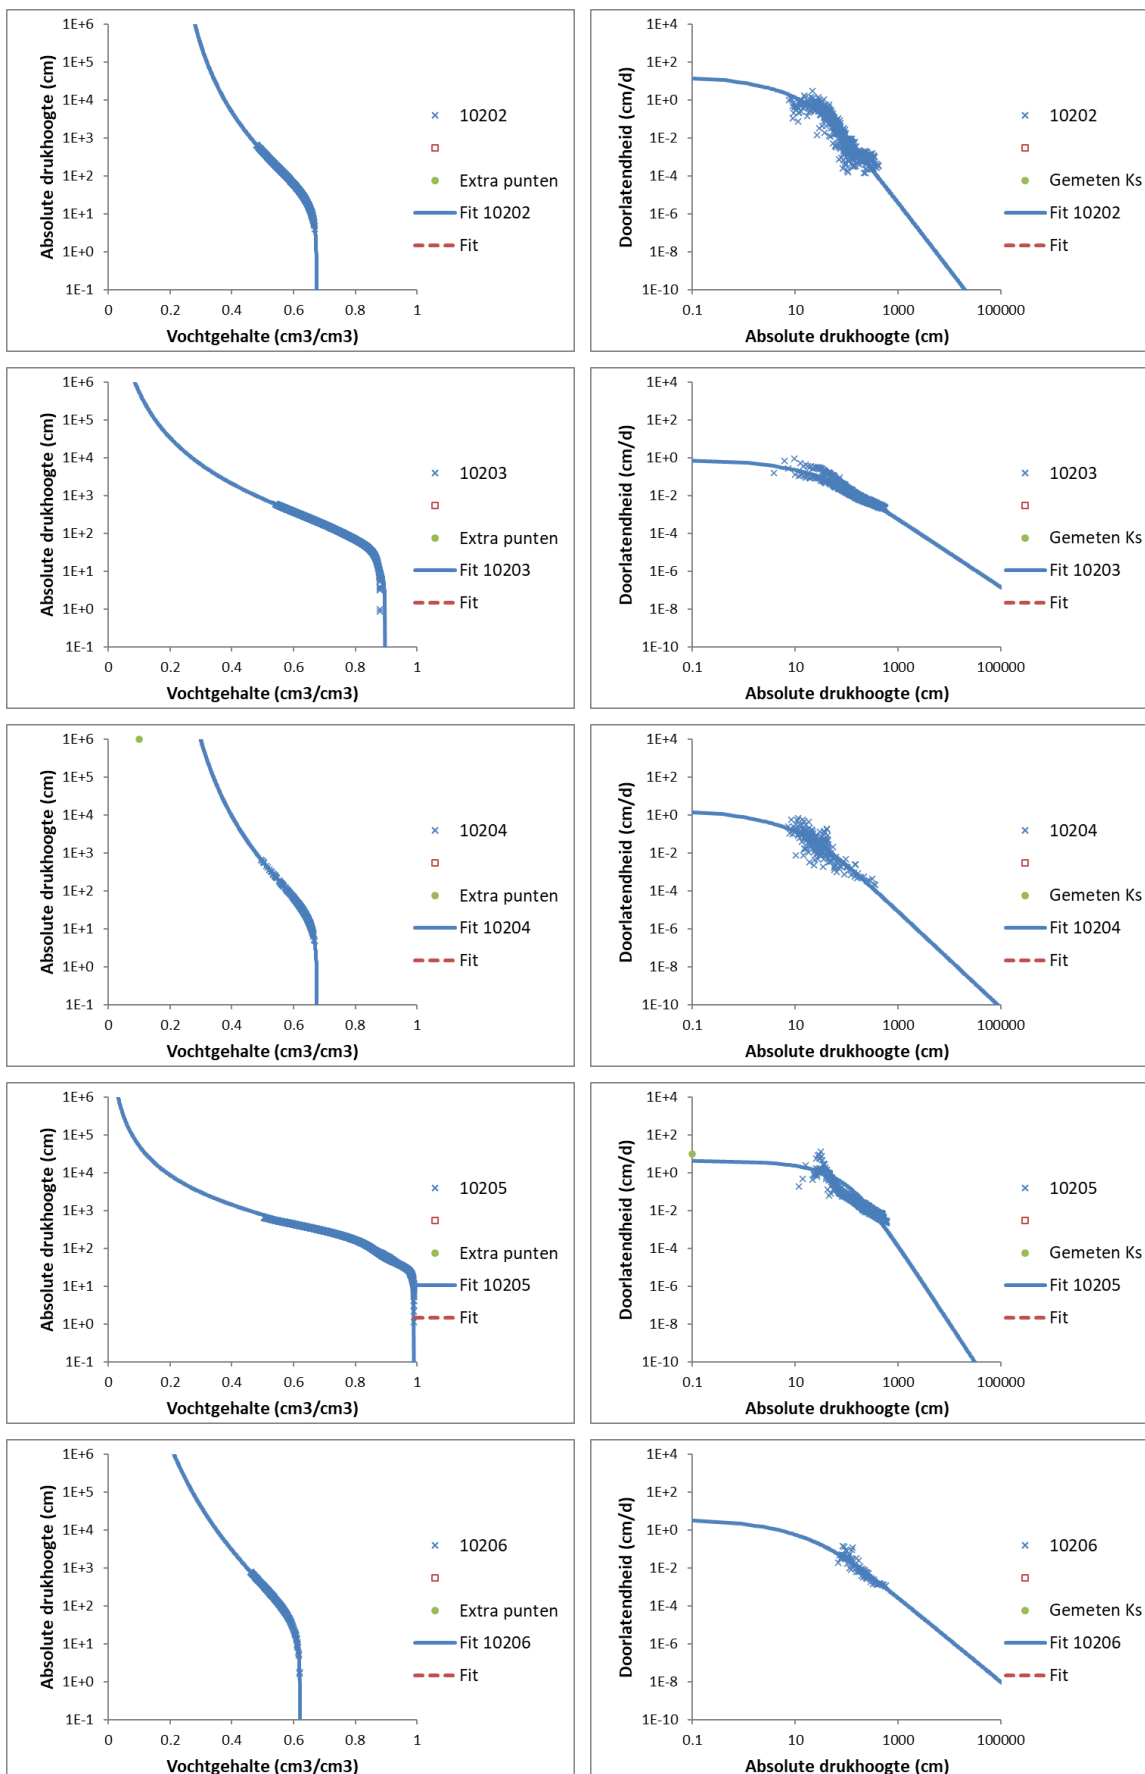 Absolute drukhoogte (cm)
1E+6
1E+5
1E+4
1E+3
1E+2
1E+1
1E+0
1E-1
0 0.2 0.4 0.6 0.8 1
Vochtgehalte (cm3/cm3)
10202
Extra punten
Fit 10202
Fit
Doorlatendheid (cm/d)
1E+4
1E+2
1E+0
1E-2
1E-4
1E-6
1E-8
1E-10
0.1 10 1000 100000
Absolute drukhoogte (cm)
10202
Gemeten Ks
Fit 10202
Fit
Absolute drukhoogte (cm)
1E+6
1E+5
1E+4
1E+3
1E+2
1E+1
1E+0
1E-1
0 0.2 0.4 0.6 0.8 1
Vochtgehalte (cm3/cm3)
10203
Extra punten
Fit 10203
Fit
Doorlatendheid (cm/d)
1E+4
1E+2
1E+0
1E-2
1E-4
1E-6
1E-8
1E-10
0.1 10 1000 100000
Absolute drukhoogte (cm)
10203
Gemeten Ks
Fit 10203
Fit
Absolute drukhoogte (cm)
1E+6
1E+5
1E+4
1E+3
1E+2
1E+1
1E+0
1E-1
0 0.2 0.4 0.6 0.8 1
Vochtgehalte (cm3/cm3)
10204
Extra punten
Fit 10204
Fit
Doorlatendheid (cm/d)
1E+4
1E+2
1E+0
1E-2
1E-4
1E-6
1E-8
1E-10
0.1 10 1000 100000
Absolute drukhoogte (cm)
10204
Gemeten Ks
Fit 10204
Fit
Absolute drukhoogte (cm)
1E+6
1E+5
1E+4
1E+3
1E+2
1E+1
1E+0
1E-1
0 0.2 0.4 0.6 0.8 1
Vochtgehalte (cm3/cm3)
10205
Extra punten
Fit 10205
Fit
Doorlatendheid (cm/d)
1E+4
1E+2
1E+0
1E-2
1E-4
1E-6
1E-8
1E-10
0.1 10 1000 100000
Absolute drukhoogte (cm)
10205
Gemeten Ks
Fit 10205
Fit
Absolute drukhoogte (cm)
1E+6
1E+5
1E+4
1E+3
1E+2
1E+1
1E+0
1E-1
0 0.2 0.4 0.6 0.8 1
Vochtgehalte (cm3/cm3)
10206
Extra punten
Fit 10206
Fit
Doorlatendheid (cm/d)
1E+4
1E+2
1E+0
1E-2
1E-4
1E-6
1E-8
1E-10
0.1 10 1000 100000
Absolute drukhoogte (cm)
10206
Gemeten Ks
Fit 10206
Fit